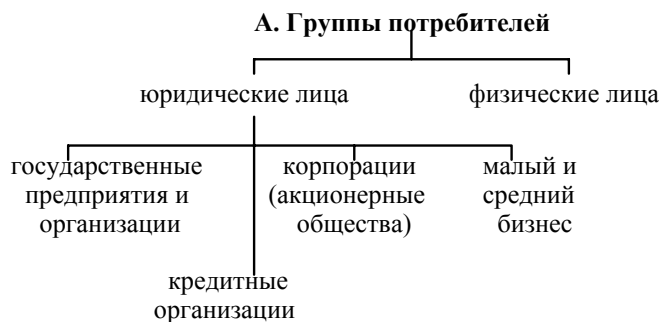 А. Группы потребителей
юридические лица
физические лица
государственные
предприятия и
организации
корпорации
(акционерные
общества)
малый и
средний
бизнес
кредитные
организации